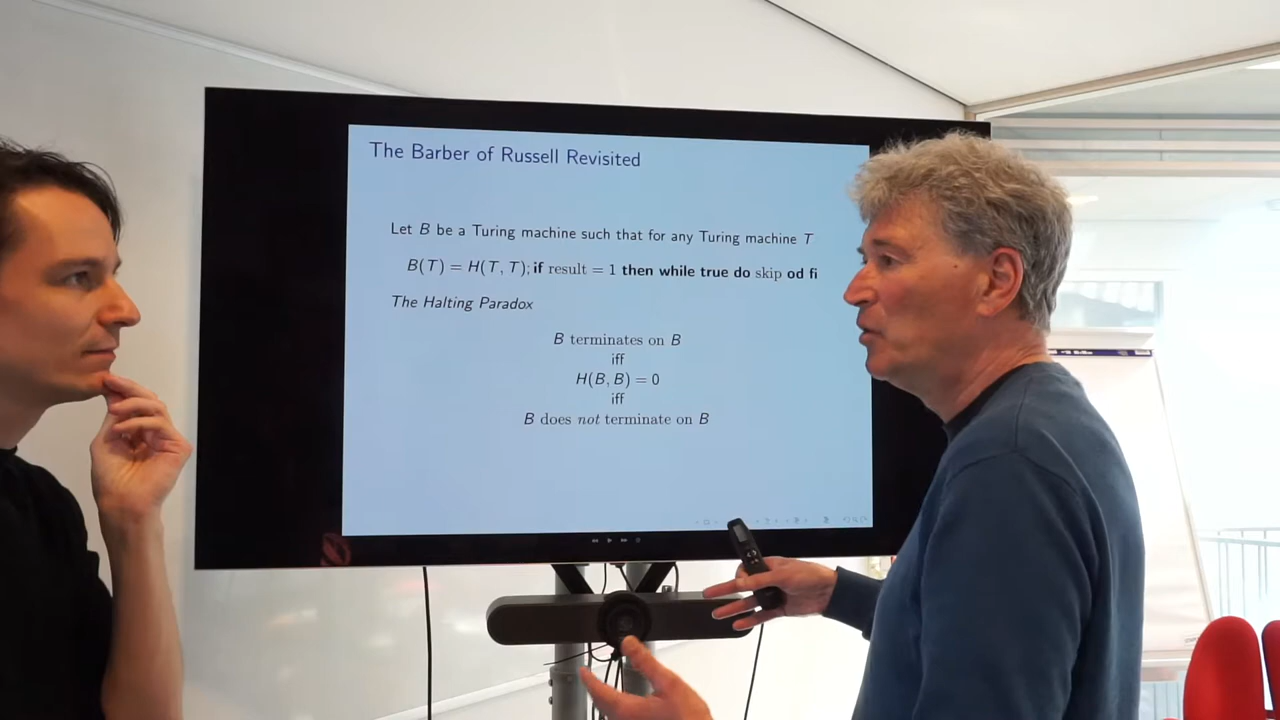 The Barber of Russell Revisited
Let B be a Turing machine such that for any Turing machine T
B(T) = H(T, T); if result = 1 then while true do skip od fi
The Halting Paradox
B terminates on B
iff
H(B, B) = 0
iff
B does not terminate on B